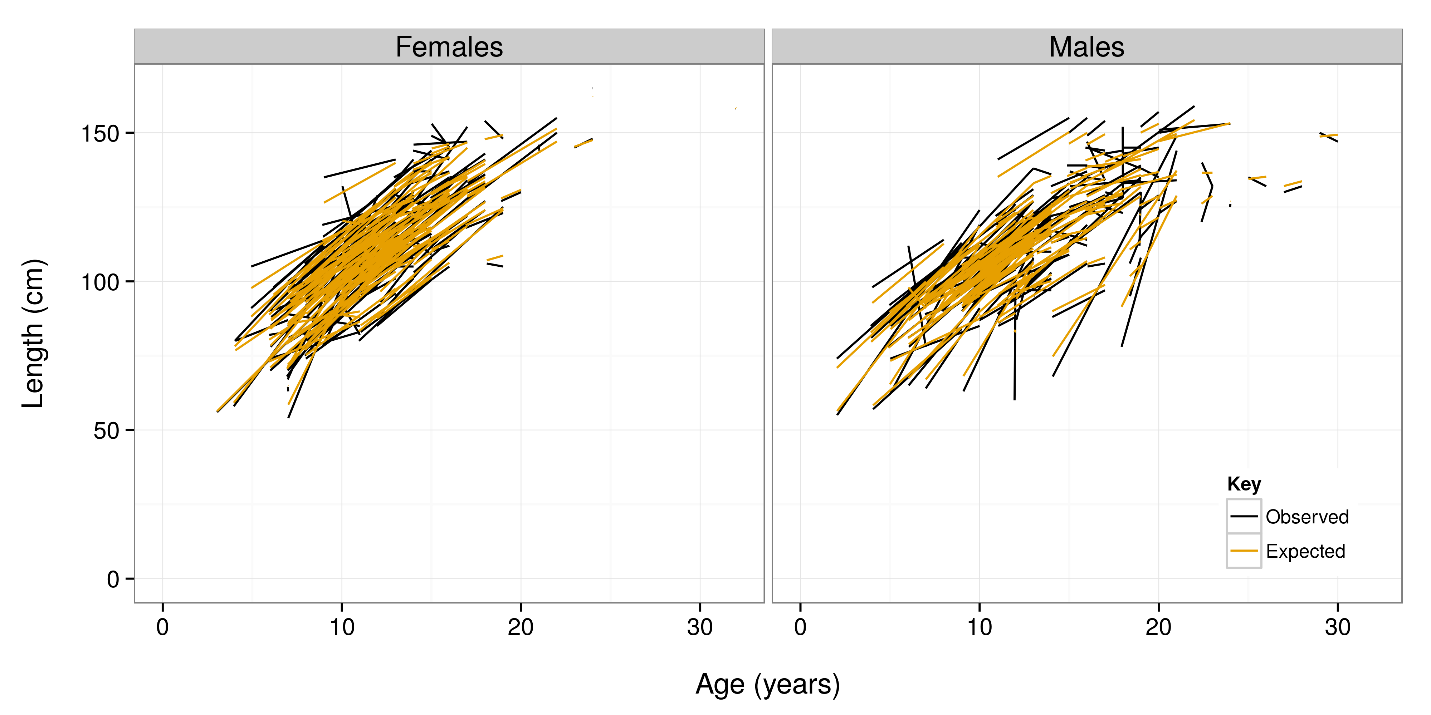 Females
Males
Length (cm)
150
100
50
0
Key
Observed
Expected
0 10 20 30
0 10 20 30
Age (years)